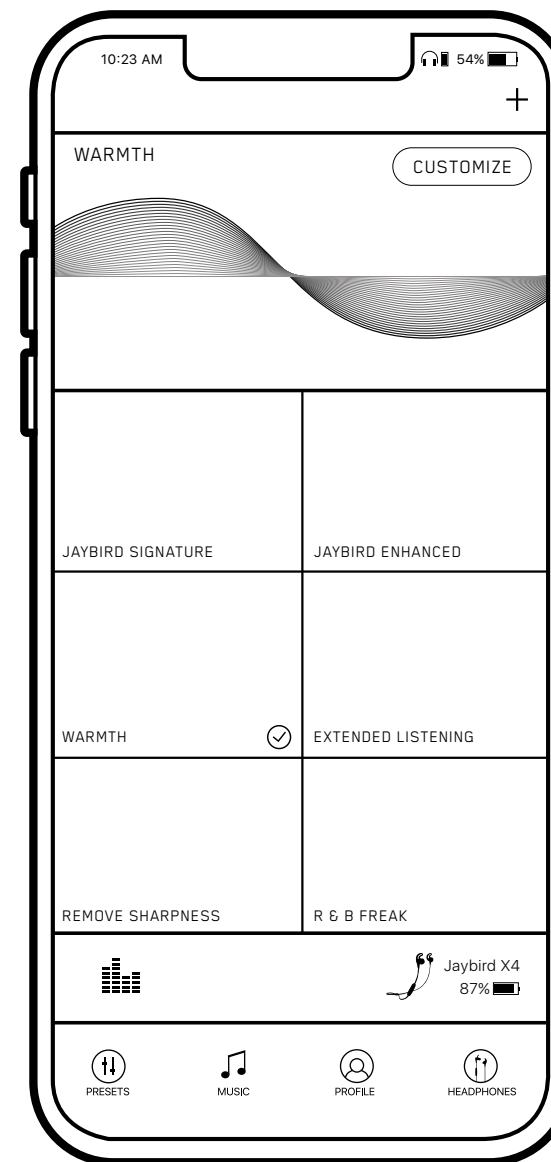 10:23 AM 54%
WARMTH
CUSTOMIZE
JAYBIRD SIGNATURE JAYBIRD ENHANCED
WARMTH EXTENDED LISTENING
REMOVE SHARPNESS R & B FREAK
Jaybird X4
87%
PRESETS MUSIC PROFILE HEADPHONES